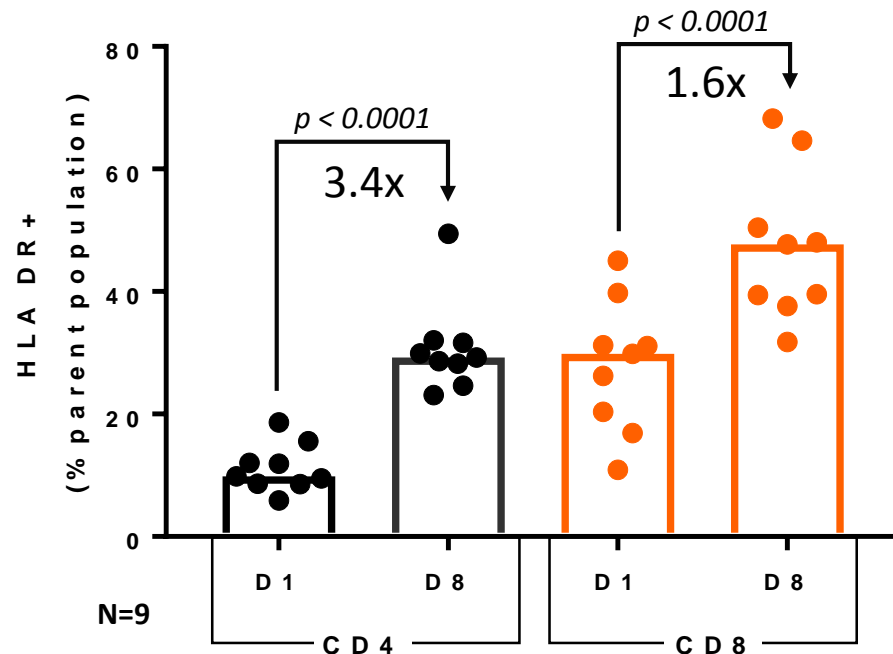 p < 0.0001
1.6x
p < 0.0001
3.4x
HLA DR+
(% parent population)
80
60
40
20
0
D1
D8
D1
D8
N=9
CD4
CD8